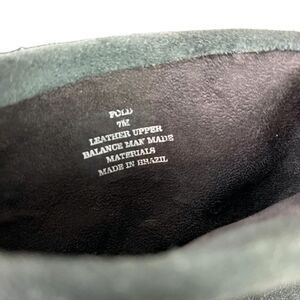 FOLD
7M
LEATHER UPPER
BALANCE MAN MADE
MATERIALS
MADE IN BRAZIL